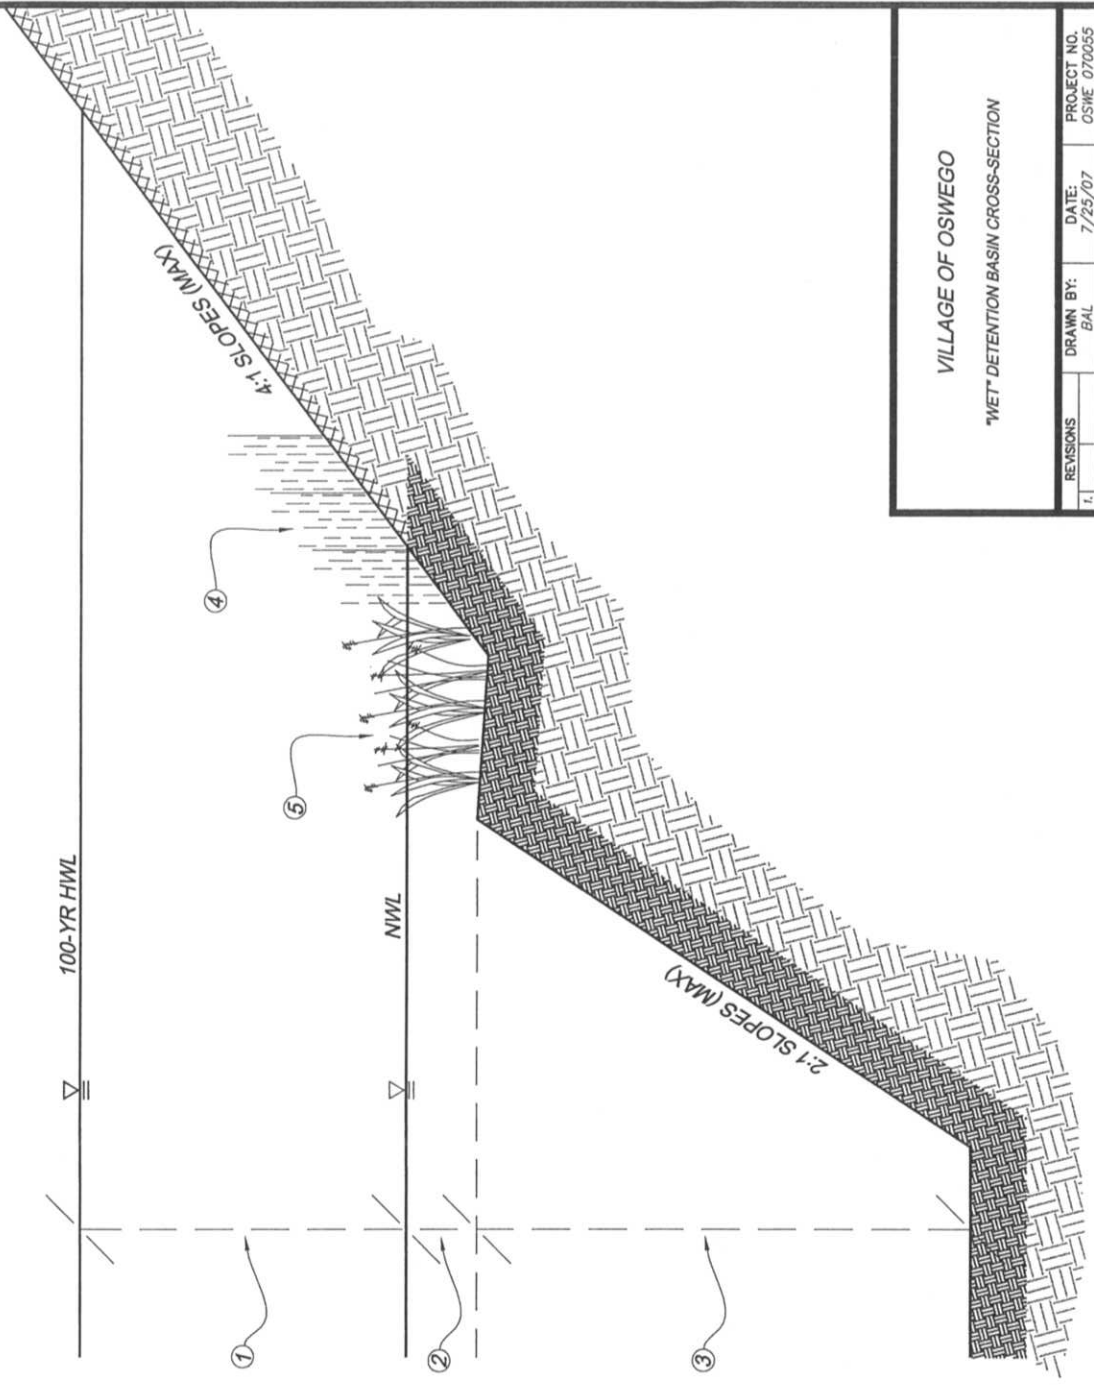 100-YR HWL
NWL
4:1 SLOPES (MAX)
2:1 SLOPES (MAX)
1
2
3
4
5
VILLAGE OF OSWEGO
"WET" DETENTION BASIN CROSS-SECTION
REVISIONS
1.
DRAWN BY:
BAL
DATE:
7/25/07
PROJECT NO.
OSWE 070055